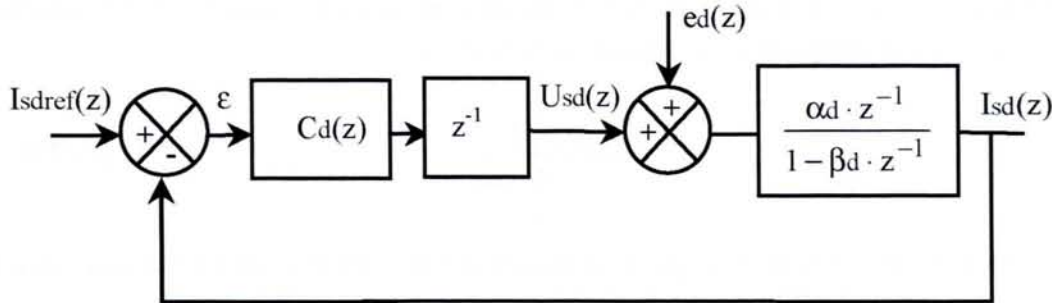 ed(z)
Isdref(z)
ε
Cd(z)
z⁻¹
Usd(z)
αd · z⁻¹
1 − βd · z⁻¹
Isd(z)
+
-
+
+